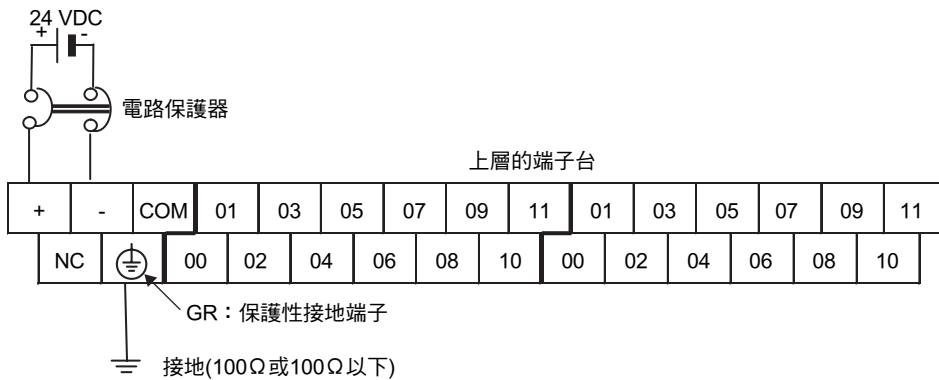 24 VDC
+ -
電路保護器
上層的端子台
+ - COM 01 03 05 07 09 11 01 03 05 07 09 11
NC 00 02 04 06 08 10 00 02 04 06 08 10
GR：保護性接地端子
接地(100Ω或100Ω以下)